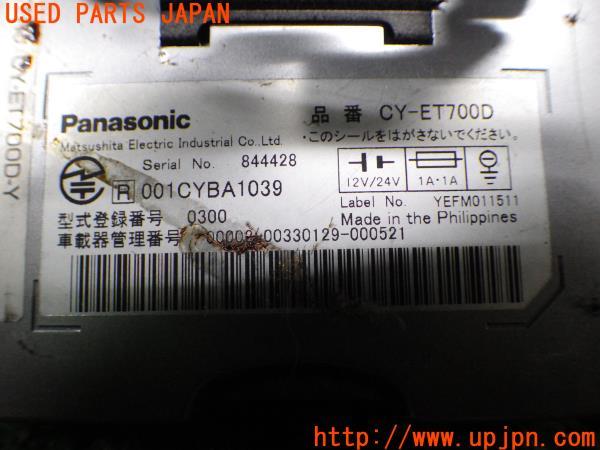 USED PARTS JAPAN
CY-ET700D-Y
Panasonic
品 番 CY-ET700D
Matsushita Electric Industrial Co.,Ltd.
・このシールをはがさないでください。
Serial No. 844428
R 001CYBA1039
12V/24V 1A・1A
Label No. YEFM011511
型式登録番号 0300
Made in the Philippines
車載器管理番号 00330129-000521
http://www.upjpn.com